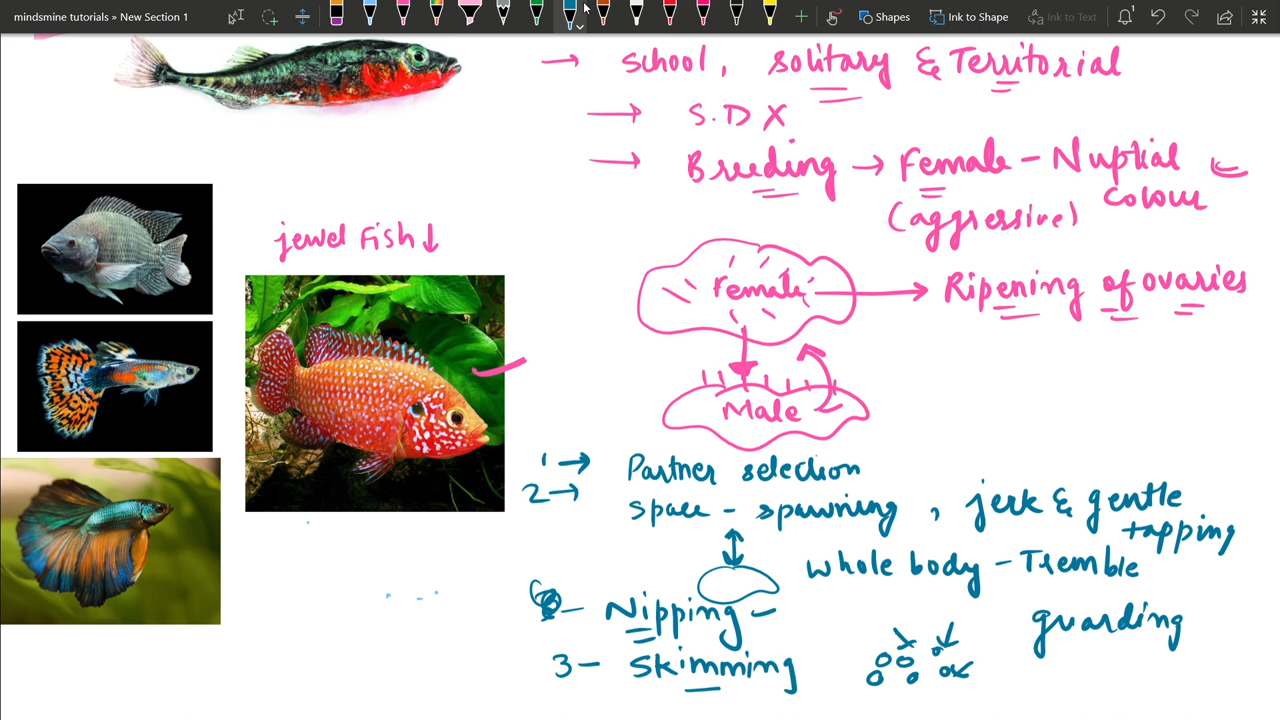 mindsmine tutorials » New Section 1
Shapes
Ink to Shape
Ink to Text
→ School, Solitary & Territorial
→ S.D X
→ Breeding → Female - Nuptial
colour
(aggressive)
jewel Fish ↓
Female → Ripening of ovaries
Male
1 → Partner selection
2 → space - spawning, jerk & gentle
tapping
whole body - Tremble
- Nipping -
guarding
3 - Skimming